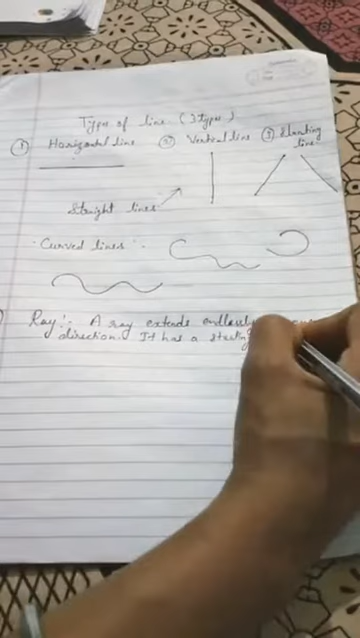 Types of line (3 types)
① Horizontal line ② Vertical line ③ Slanting line
Straight lines
Curved lines :-
Ray :- A ray extends endlessly
direction. It has a starting